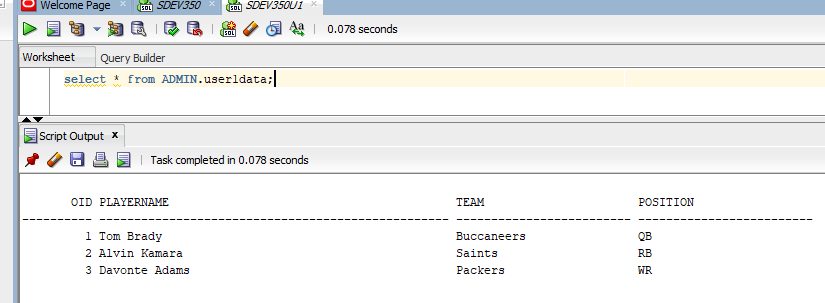 Welcome Page x SDEV350 x SDEV350U1
0.078 seconds
Worksheet Query Builder
select * from ADMIN.user1data;
Script Output x
Task completed in 0.078 seconds
OID PLAYERNAME TEAM POSITION
---------- -------------------------------------------------- ------------------------- -------------------------
1 Tom Brady Buccaneers QB
2 Alvin Kamara Saints RB
3 Davonte Adams Packers WR